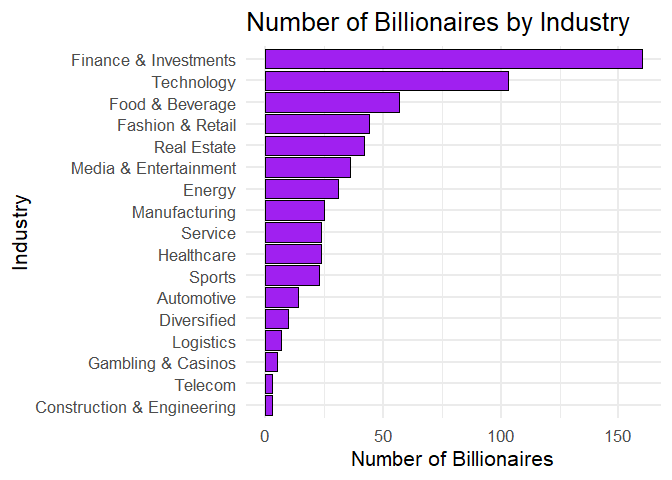 Number of Billionaires by Industry
Finance & Investments
Technology
Food & Beverage
Fashion & Retail
Real Estate
Media & Entertainment
Energy
Manufacturing
Service
Healthcare
Sports
Automotive
Diversified
Logistics
Gambling & Casinos
Telecom
Construction & Engineering
Industry
0 50 100 150
Number of Billionaires